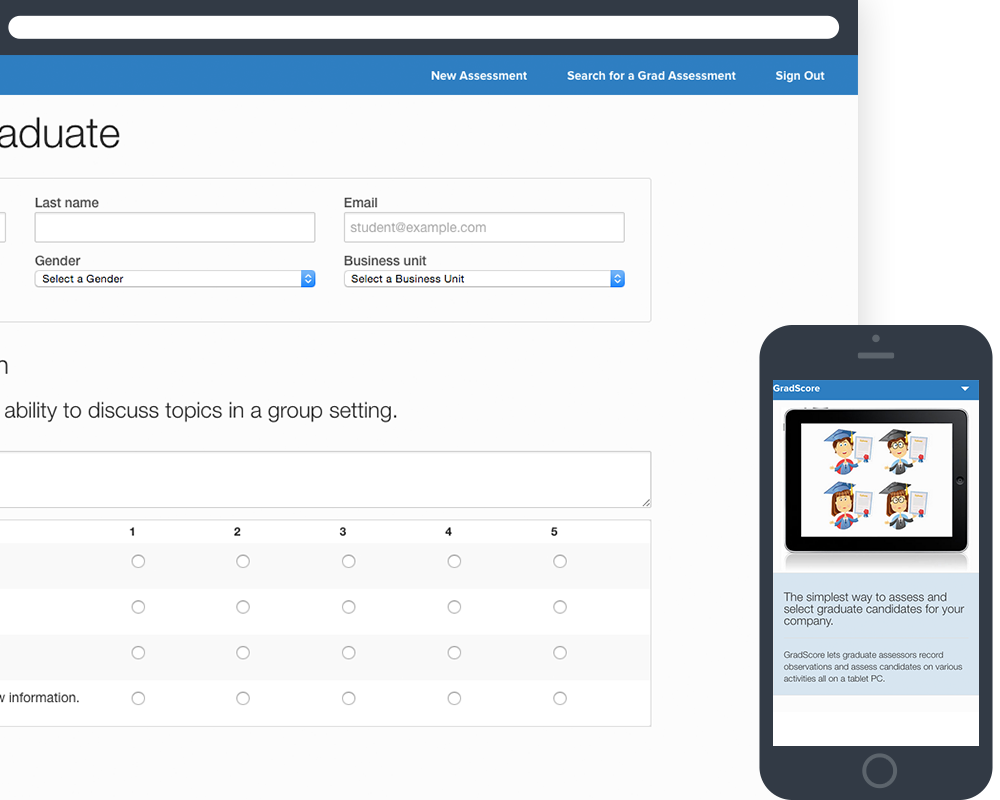 New Assessment Search for a Grad Assessment Sign Out
aduate
Last name Email
student@example.com
Gender Business unit
Select a Gender Select a Business Unit
n
ability to discuss topics in a group setting.
1 2 3 4 5
w information.
GradScore
The simplest way to assess and
select graduate candidates for your
company.
GradScore lets graduate assessors record
observations and assess candidates on various
activities all on a tablet PC.